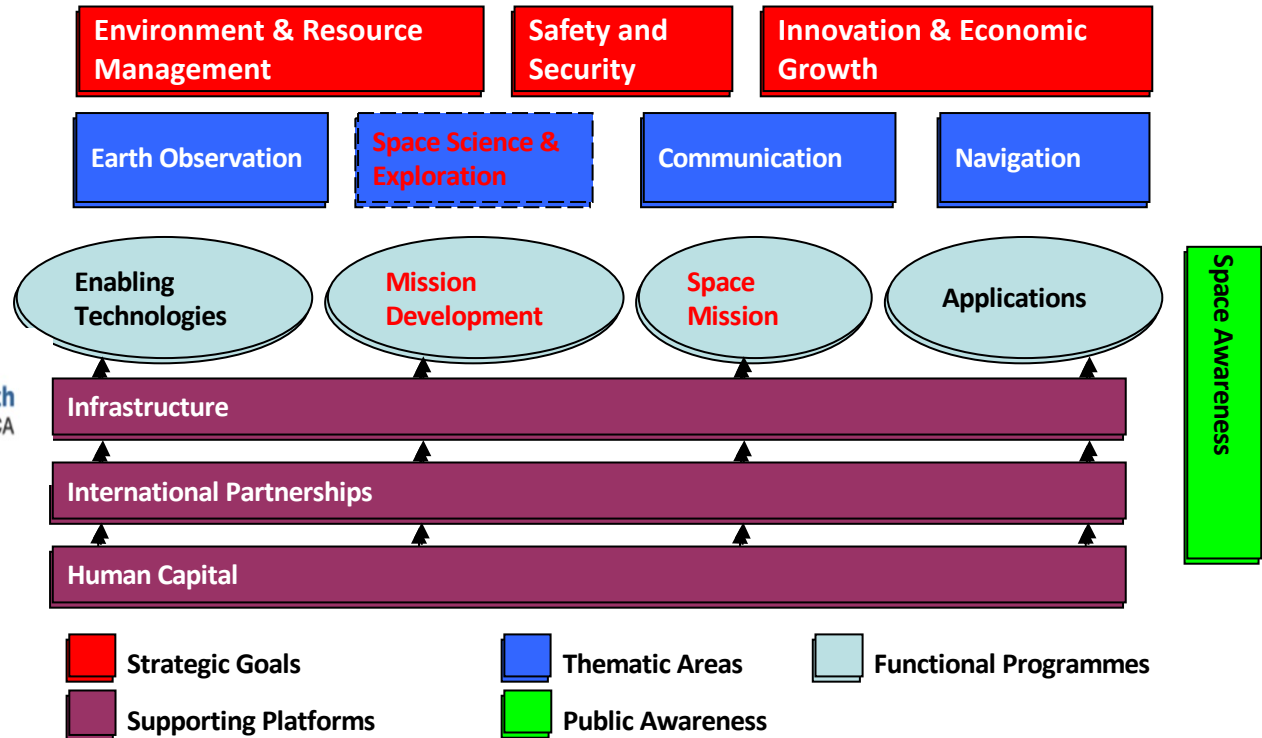 Environment & Resource
Management
Safety and
Security
Innovation & Economic
Growth
Earth Observation
Space Science &
Exploration
Communication
Navigation
Enabling
Technologies
Mission
Development
Space
Mission
Applications
Space Awareness
Infrastructure
International Partnerships
Human Capital
Strategic Goals
Thematic Areas
Functional Programmes
Supporting Platforms
Public Awareness